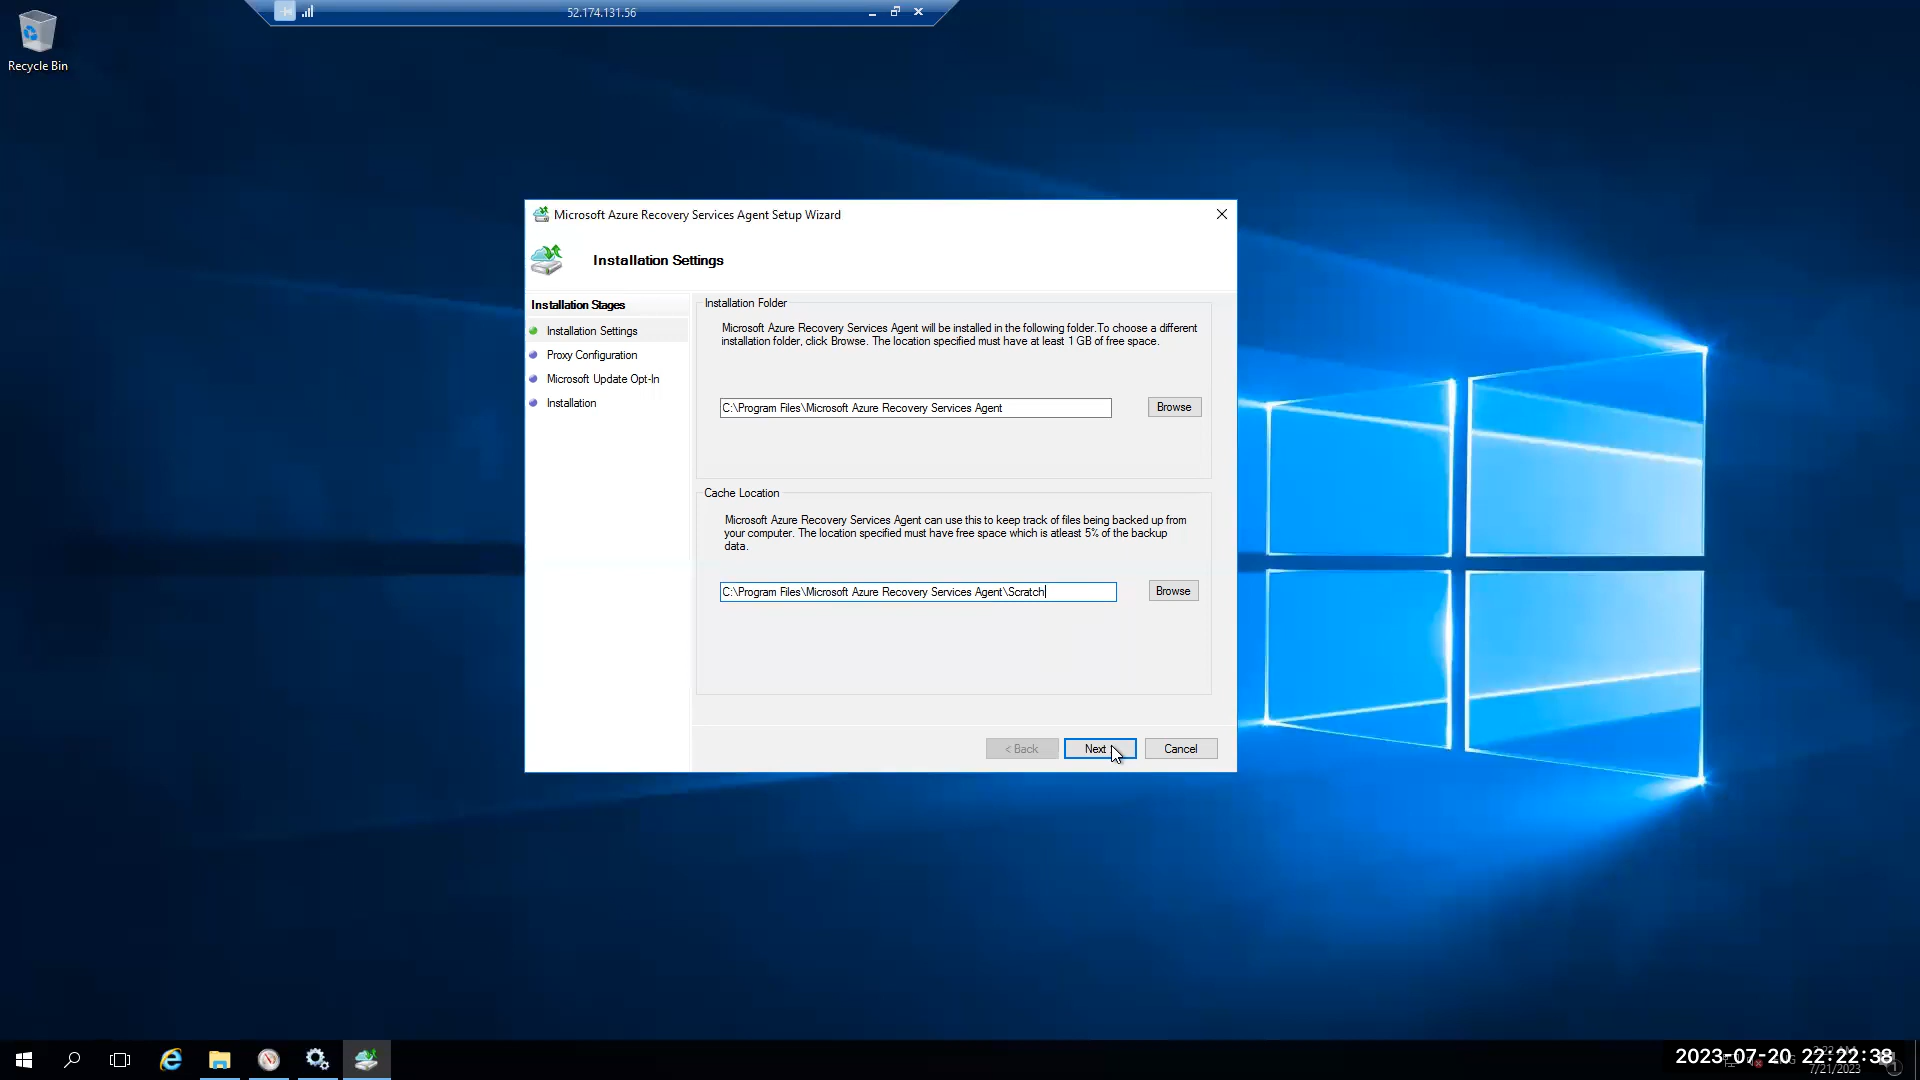 52.174.131.56
Recycle Bin
Microsoft Azure Recovery Services Agent Setup Wizard
Installation Settings
Installation Stages
Installation Settings
Proxy Configuration
Microsoft Update Opt-In
Installation
Installation Folder
Microsoft Azure Recovery Services Agent will be installed in the following folder.To choose a different
installation folder, click Browse. The location specified must have at least 1 GB of free space.
C:\Program Files\Microsoft Azure Recovery Services Agent
Browse
Cache Location
Microsoft Azure Recovery Services Agent can use this to keep track of files being backed up from
your computer. The location specified must have free space which is atleast 5% of the backup
data.
C:\Program Files\Microsoft Azure Recovery Services Agent\Scratch
Browse
< Back
Next
Cancel
2023-07-20 22:22:38
7/21/2023